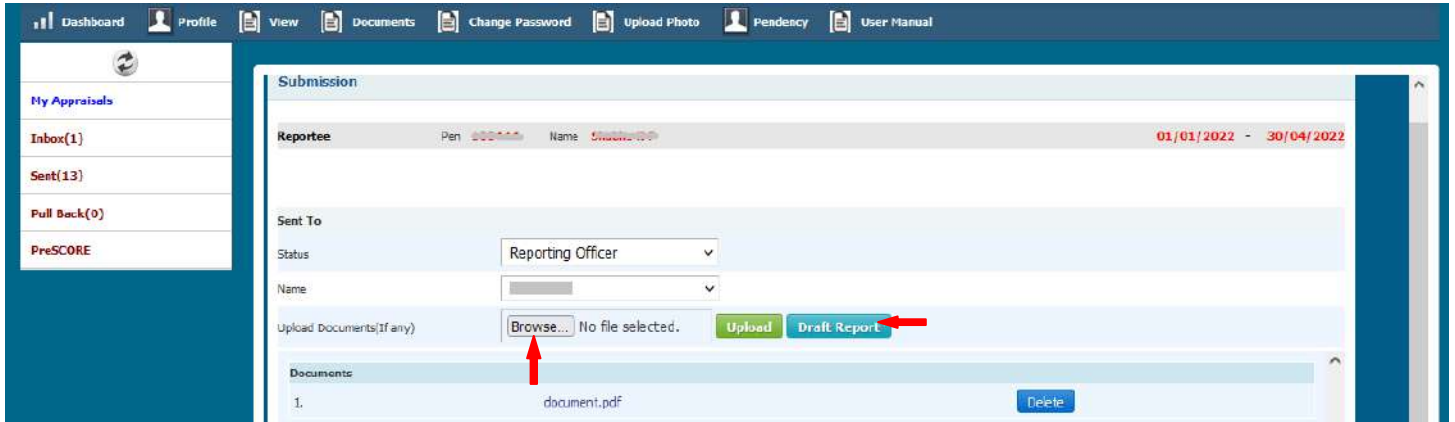 Dashboard Profile View Documents Change Password Upload Photo Pendency User Manual
My Appraisals
Inbox(1)
Sent(13)
Pull Back(0)
PreSCORE
Submission
Reportee Pen Name 01/01/2022 - 30/04/2022
Sent To
Status Reporting Officer
Name
Upload Documents(If any) Browse... No file selected. Upload Draft Report
Documents
1. document.pdf Delete